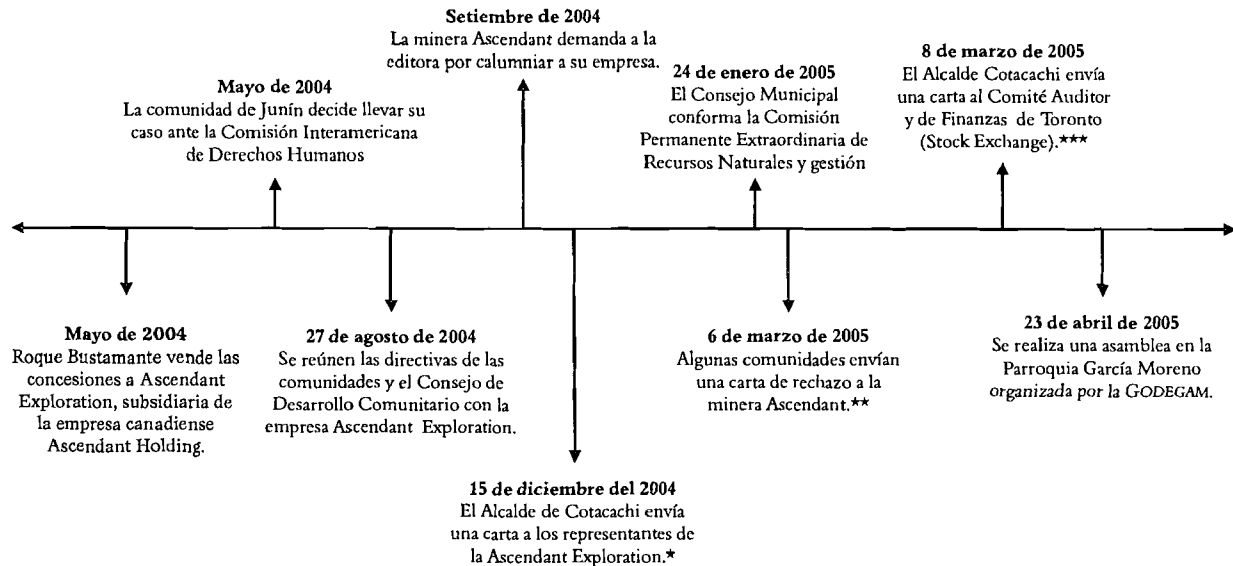 Setiembre de 2004
La minera Ascendant demanda a la
editora por calumniar a su empresa.
8 de marzo de 2005
El Alcalde Cotacachi envía
una carta al Comité Auditor
y de Finanzas de Toronto
(Stock Exchange).★★★
24 de enero de 2005
El Consejo Municipal
conforma la Comisión
Permanente Extraordinaria de
Recursos Naturales y gestión
Mayo de 2004
La comunidad de Junín decide llevar su
caso ante la Comisión Interamericana
de Derechos Humanos
Mayo de 2004
Roque Bustamante vende las
concesiones a Ascendant
Exploration, subsidiaria de
la empresa canadiense
Ascendant Holding.
27 de agosto de 2004
Se reúnen las directivas de las
comunidades y el Consejo de
Desarrollo Comunitario con la
empresa Ascendant Exploration.
6 de marzo de 2005
Algunas comunidades envían
una carta de rechazo a la
minera Ascendant.★★
23 de abril de 2005
Se realiza una asamblea en la
Parroquia García Moreno
organizada por la GODEGAM.
15 de diciembre del 2004
El Alcalde de Cotacachi envía
una carta a los representantes de
la Ascendant Exploration.★